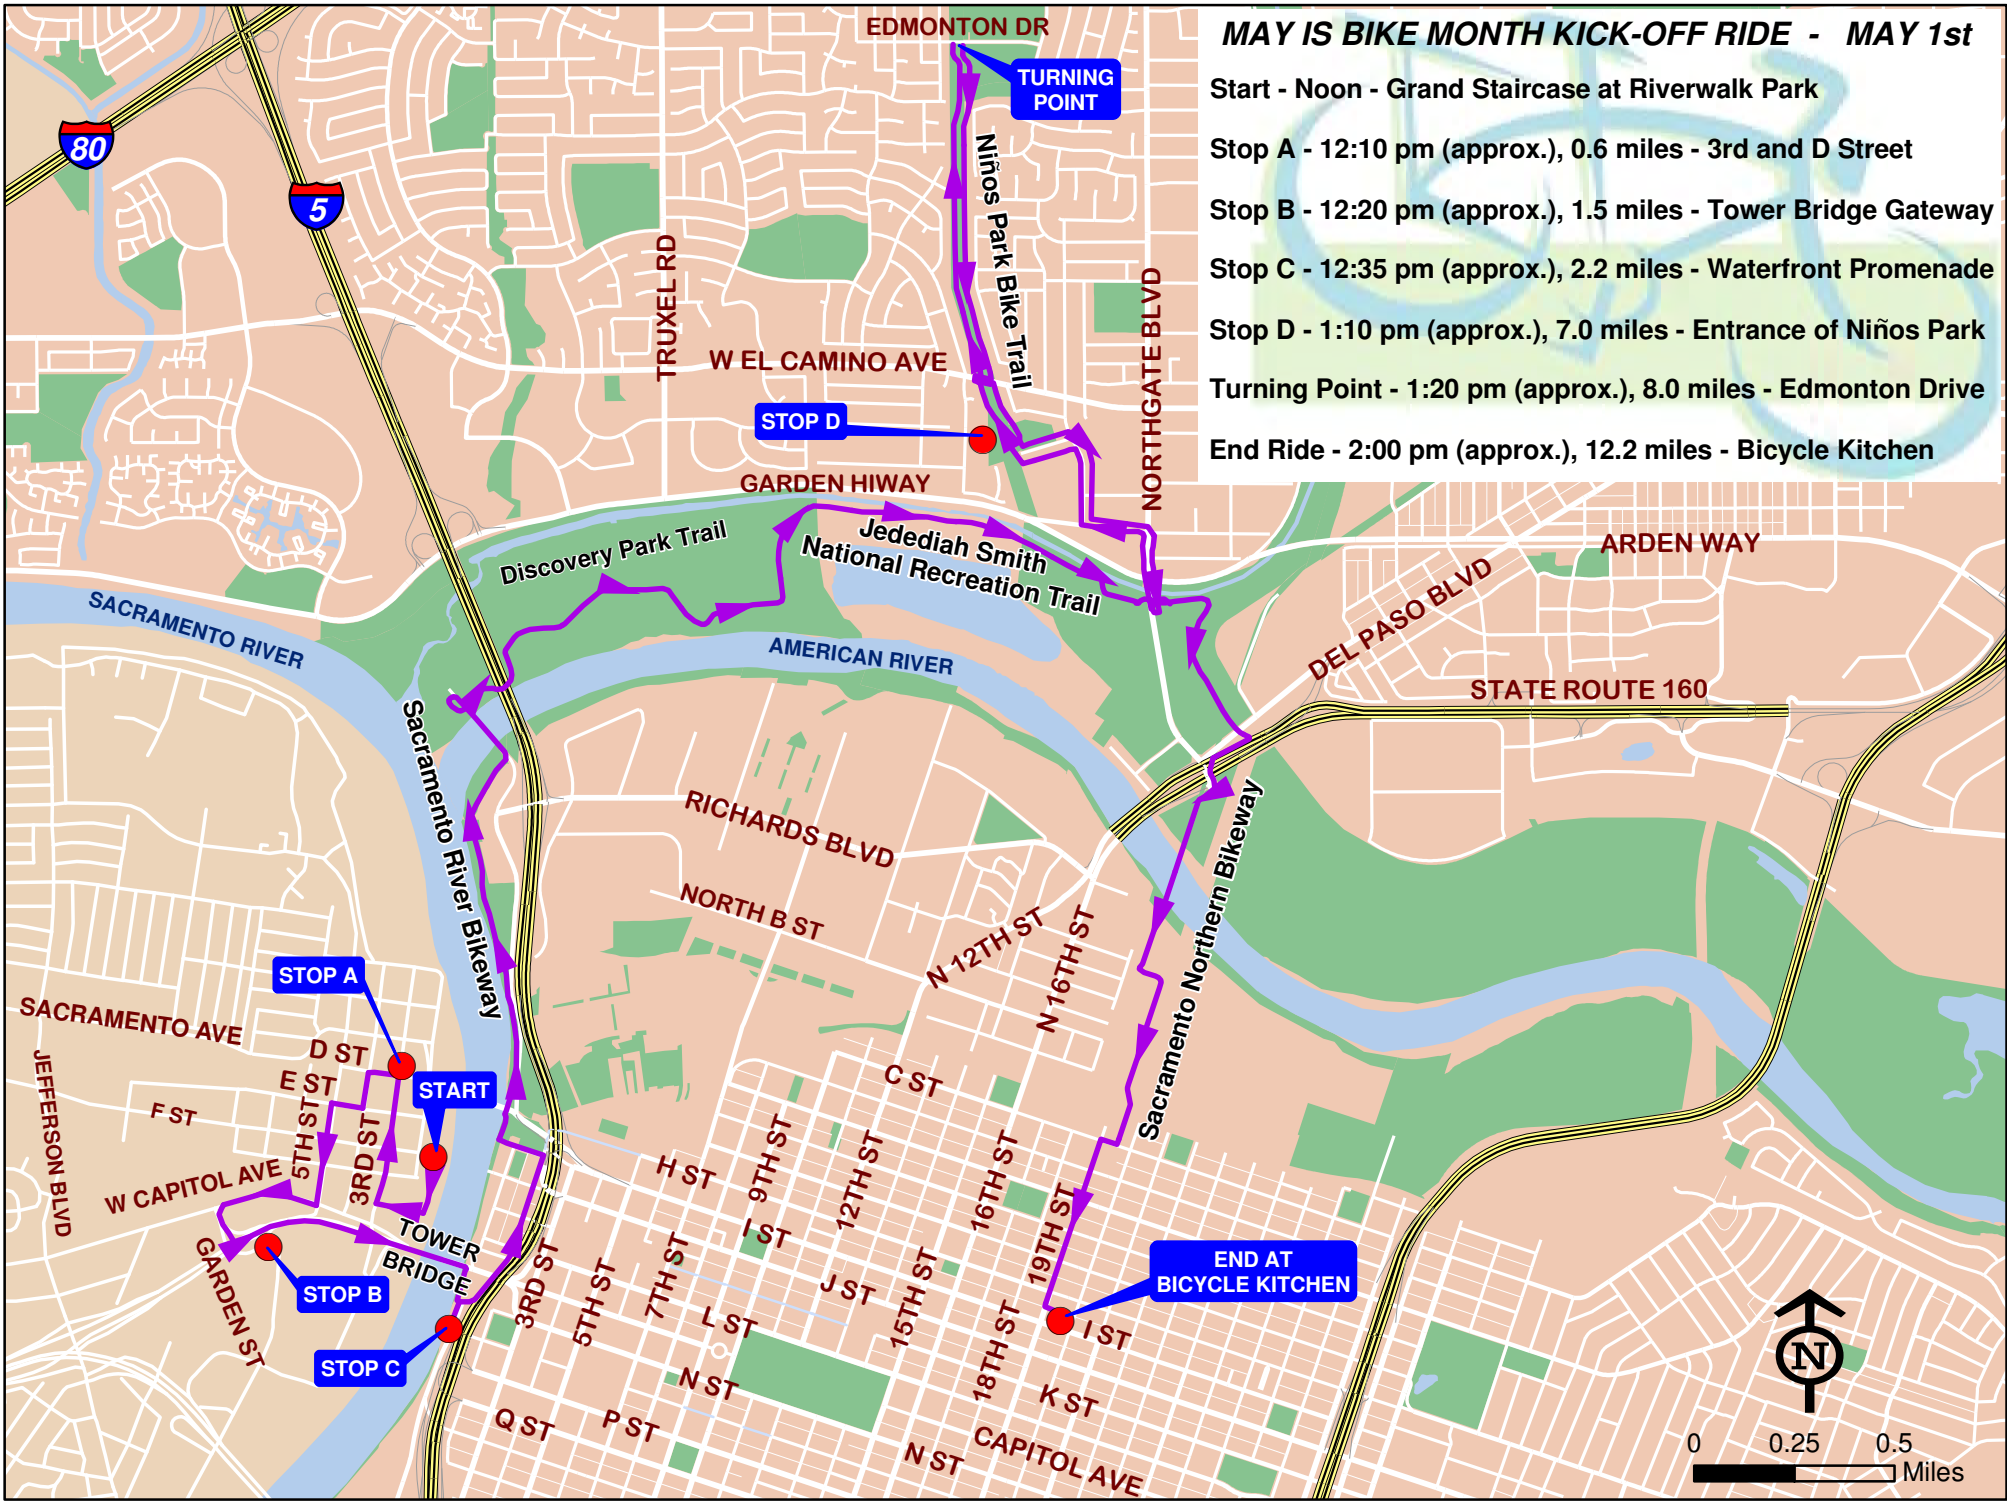 MAY IS BIKE MONTH KICK-OFF RIDE - MAY 1st
Start - Noon - Grand Staircase at Riverwalk Park
Stop A - 12:10 pm (approx.), 0.6 miles - 3rd and D Street
Stop B - 12:20 pm (approx.), 1.5 miles - Tower Bridge Gateway
Stop C - 12:35 pm (approx.), 2.2 miles - Waterfront Promenade
Stop D - 1:10 pm (approx.), 7.0 miles - Entrance of Niños Park
Turning Point - 1:20 pm (approx.), 8.0 miles - Edmonton Drive
End Ride - 2:00 pm (approx.), 12.2 miles - Bicycle Kitchen
EDMONTON DR
TURNING
POINT
80
5
Niños Park Bike Trail
TRUXEL RD
NORTHGATE BLVD
W EL CAMINO AVE
STOP D
GARDEN HIWAY
Discovery Park Trail
Jedediah Smith
National Recreation Trail
ARDEN WAY
DEL PASO BLVD
STATE ROUTE 160
SACRAMENTO RIVER
AMERICAN RIVER
Sacramento River Bikeway
RICHARDS BLVD
NORTH B ST
N 12TH ST
N 16TH ST
Sacramento Northern Bikeway
STOP A
SACRAMENTO AVE
D ST
E ST
F ST
START
JEFFERSON BLVD
5TH ST
3RD ST
W CAPITOL AVE
TOWER
BRIDGE
GARDEN ST
STOP B
STOP C
C ST
H ST
I ST
J ST
L ST
N ST
P ST
Q ST
3RD ST
5TH ST
7TH ST
9TH ST
12TH ST
15TH ST
16TH ST
18TH ST
19TH ST
END AT
BICYCLE KITCHEN
I ST
K ST
CAPITOL AVE
N ST
N
0 0.25 0.5
Miles